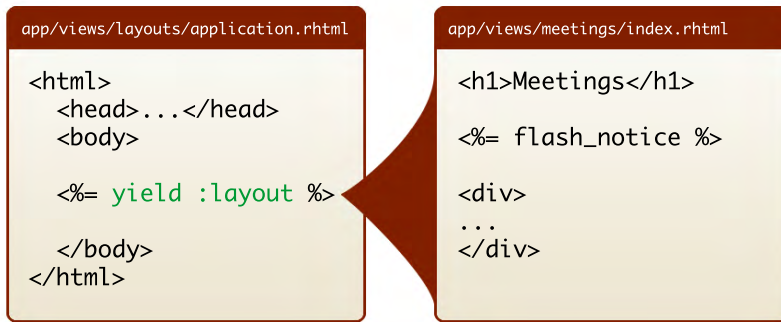 app/views/layouts/application.rhtml
<html>
  <head>...</head>
  <body>
  <%= yield :layout %>
  </body>
</html>
app/views/meetings/index.rhtml
<h1>Meetings</h1>
<%= flash_notice %>
<div>
...
</div>